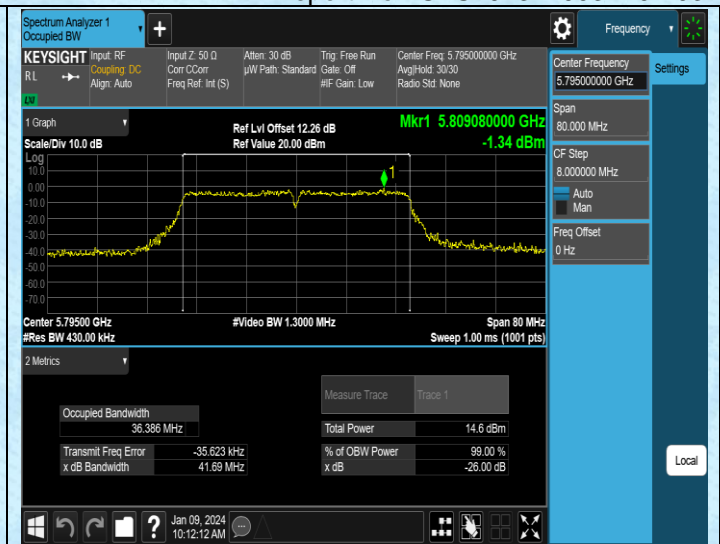 Spectrum Analyzer 1
Occupied BW
Frequency
KEYSIGHT
Input: RF
Coupling: DC
Align: Auto
Input Z: 50 Ω
Corr CCorr
Freq Ref: Int (S)
Atten: 30 dB
µW Path: Standard
Trig: Free Run
Gate: Off
#IF Gain: Low
Center Freq: 5.795000000 GHz
Avg|Hold: 30/30
Radio Std: None
RL
LXI
Center Frequency
5.795000000 GHz
Settings
Span
80.000 MHz
CF Step
8.000000 MHz
Auto
Man
Freq Offset
0 Hz
1 Graph
Scale/Div 10.0 dB
Ref Lvl Offset 12.26 dB
Ref Value 20.00 dBm
Mkr1 5.809080000 GHz
-1.34 dBm
Log
10.0
0.00
-10.0
-20.0
-30.0
-40.0
-50.0
-60.0
-70.0
1
Center 5.79500 GHz
#Res BW 430.00 kHz
#Video BW 1.3000 MHz
Span 80 MHz
Sweep 1.00 ms (1001 pts)
2 Metrics
Measure Trace
Trace 1
Occupied Bandwidth
36.386 MHz
Total Power 14.6 dBm
Transmit Freq Error -35.623 kHz
% of OBW Power 99.00 %
x dB Bandwidth 41.69 MHz
x dB -26.00 dB
Local
?
Jan 09, 2024
10:12:12 AM